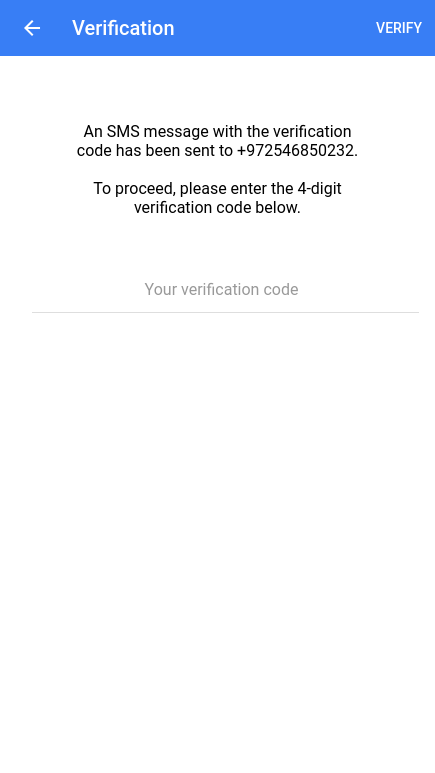 Verification
VERIFY
An SMS message with the verification
code has been sent to +972546850232.
To proceed, please enter the 4-digit
verification code below.
Your verification code